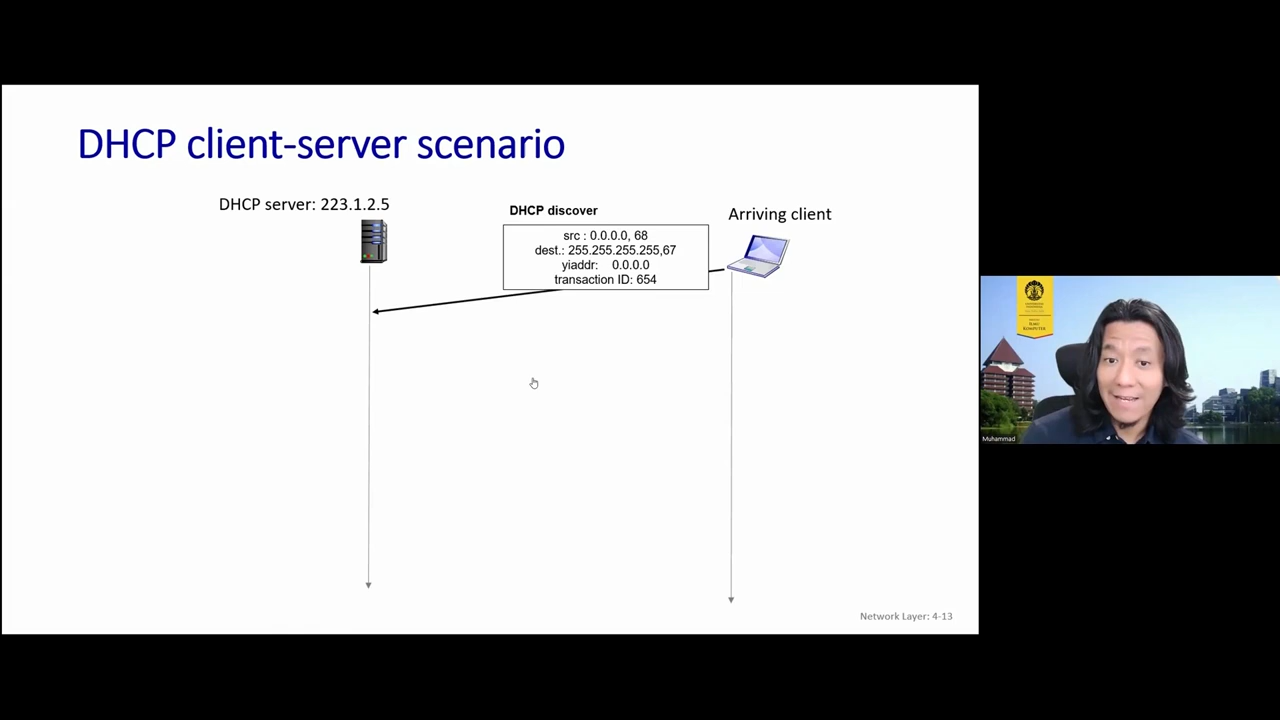 DHCP client-server scenario
DHCP server: 223.1.2.5
DHCP discover
Arriving client
src : 0.0.0.0, 68
dest.: 255.255.255.255,67
yiaddr: 0.0.0.0
transaction ID: 654
Network Layer: 4-13
ILMU
KOMPUTER
Muhammad